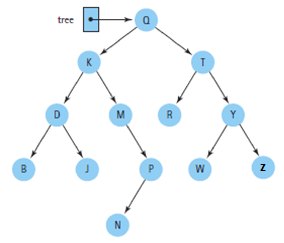 tree Q
K T
D M R Y
B J P W Z
N